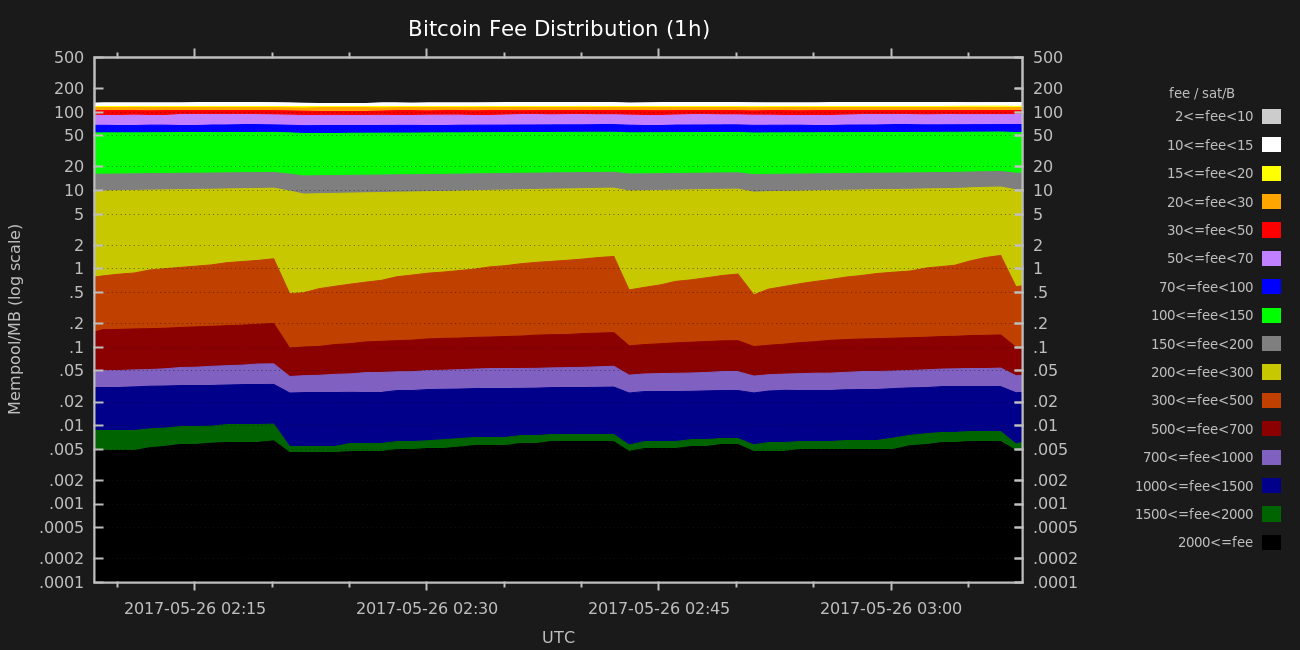 Bitcoin Fee Distribution (1h)
Mempool/MB (log scale)
500
200
100
50
20
10
5
2
1
.5
.2
.1
.05
.02
.01
.005
.002
.001
.0005
.0002
.0001
500
200
100
50
20
10
5
2
1
.5
.2
.1
.05
.02
.01
.005
.002
.001
.0005
.0002
.0001
2017-05-26 02:15 2017-05-26 02:30 2017-05-26 02:45 2017-05-26 03:00
UTC
fee / sat/B
2<=fee<10
10<=fee<15
15<=fee<20
20<=fee<30
30<=fee<50
50<=fee<70
70<=fee<100
100<=fee<150
150<=fee<200
200<=fee<300
300<=fee<500
500<=fee<700
700<=fee<1000
1000<=fee<1500
1500<=fee<2000
2000<=fee